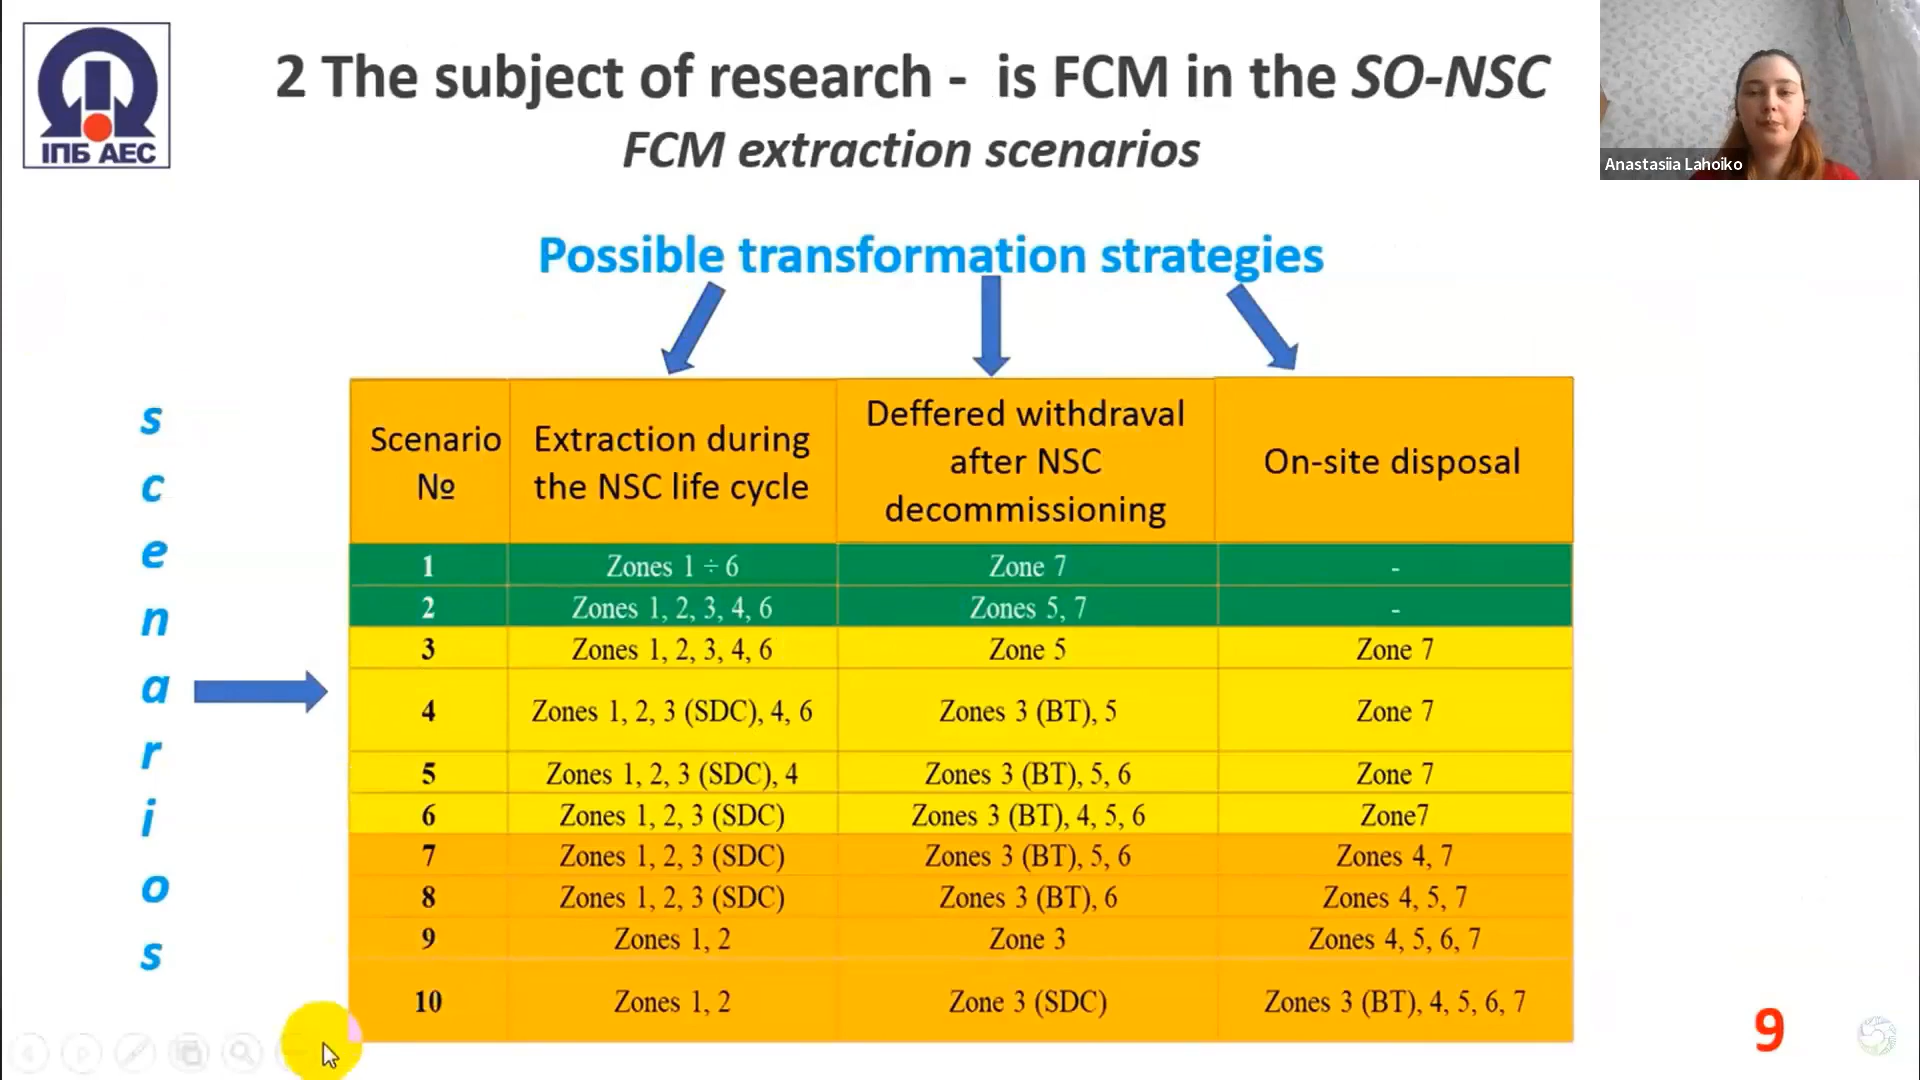 ІПБ АЕС
2 The subject of research - is FCM in the SO-NSC
FCM extraction scenarios
Anastasiia Lahoiko
Possible transformation strategies
scenarios
Scenario №
Extraction during the NSC life cycle
Deffered withdraval after NSC decommissioning
On-site disposal
1 Zones 1 ÷ 6 Zone 7 -
2 Zones 1, 2, 3, 4, 6 Zones 5, 7 -
3 Zones 1, 2, 3, 4, 6 Zone 5 Zone 7
4 Zones 1, 2, 3 (SDC), 4, 6 Zones 3 (BT), 5 Zone 7
5 Zones 1, 2, 3 (SDC), 4 Zones 3 (BT), 5, 6 Zone 7
6 Zones 1, 2, 3 (SDC) Zones 3 (BT), 4, 5, 6 Zone7
7 Zones 1, 2, 3 (SDC) Zones 3 (BT), 5, 6 Zones 4, 7
8 Zones 1, 2, 3 (SDC) Zones 3 (BT), 6 Zones 4, 5, 7
9 Zones 1, 2 Zone 3 Zones 4, 5, 6, 7
10 Zones 1, 2 Zone 3 (SDC) Zones 3 (BT), 4, 5, 6, 7
9